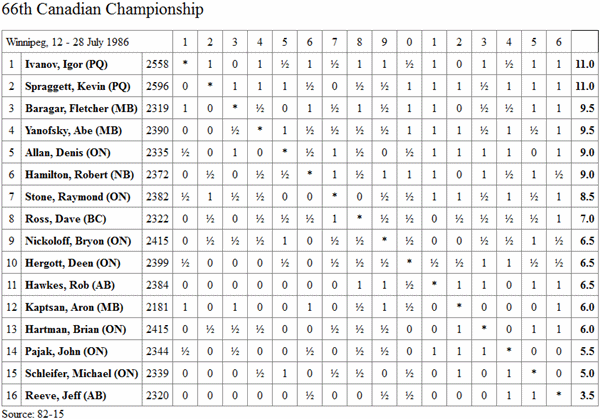 66th Canadian Championship
Winnipeg, 12 - 28 July 1986 1 2 3 4 5 6 7 8 9 0 1 2 3 4 5 6
1 Ivanov, Igor (PQ) 2558 * 1 0 1 ½ 1 ½ 1 1 ½ 1 0 1 ½ 1 1 11.0
2 Spraggett, Kevin (PQ) 2596 0 * 1 1 1 ½ 0 ½ ½ 1 1 1 ½ 1 1 1 11.0
3 Baragar, Fletcher (MB) 2319 1 0 * ½ 0 1 ½ 1 ½ 1 1 0 ½ ½ 1 1 9.5
4 Yanofsky, Abe (MB) 2390 0 0 ½ * 1 ½ ½ ½ ½ 1 1 1 ½ 1 ½ 1 9.5
5 Allan, Denis (ON) 2335 ½ 0 1 0 * ½ 1 ½ 0 ½ 1 1 1 1 0 1 9.0
6 Hamilton, Robert (NB) 2372 0 ½ 0 ½ ½ * 1 ½ 1 1 1 0 1 ½ 1 ½ 9.0
7 Stone, Raymond (ON) 2382 ½ 1 ½ ½ 0 0 * 0 ½ ½ 1 1 ½ 1 ½ 1 8.5
8 Ross, Dave (BC) 2322 0 ½ 0 ½ ½ ½ 1 * ½ ½ 0 ½ ½ ½ ½ 1 7.0
9 Nickoloff, Bryon (ON) 2415 0 ½ ½ ½ 1 0 ½ ½ * ½ 0 0 ½ ½ 1 ½ 6.5
10 Hergott, Deen (ON) 2399 ½ 0 0 0 ½ 0 ½ ½ ½ * ½ ½ 1 1 ½ ½ 6.5
11 Hawkes, Rob (AB) 2384 0 0 0 0 0 0 0 1 1 ½ * 1 1 0 1 1 6.5
12 Kaptsan, Aron (MB) 2181 1 0 1 0 0 1 0 ½ 1 ½ 0 * 0 0 0 1 6.0
13 Hartman, Brian (ON) 2415 0 ½ ½ ½ 0 0 ½ ½ ½ 0 0 1 * 0 1 1 6.0
14 Pajak, John (ON) 2344 ½ 0 ½ 0 0 ½ 0 ½ ½ 0 1 1 1 * 0 0 5.5
15 Schleifer, Michael (ON) 2339 0 0 0 ½ 1 0 ½ ½ 0 ½ 0 1 0 1 * 0 5.0
16 Reeve, Jeff (AB) 2320 0 0 0 0 0 ½ 0 0 ½ ½ 0 0 0 1 1 * 3.5
Source: 82-15